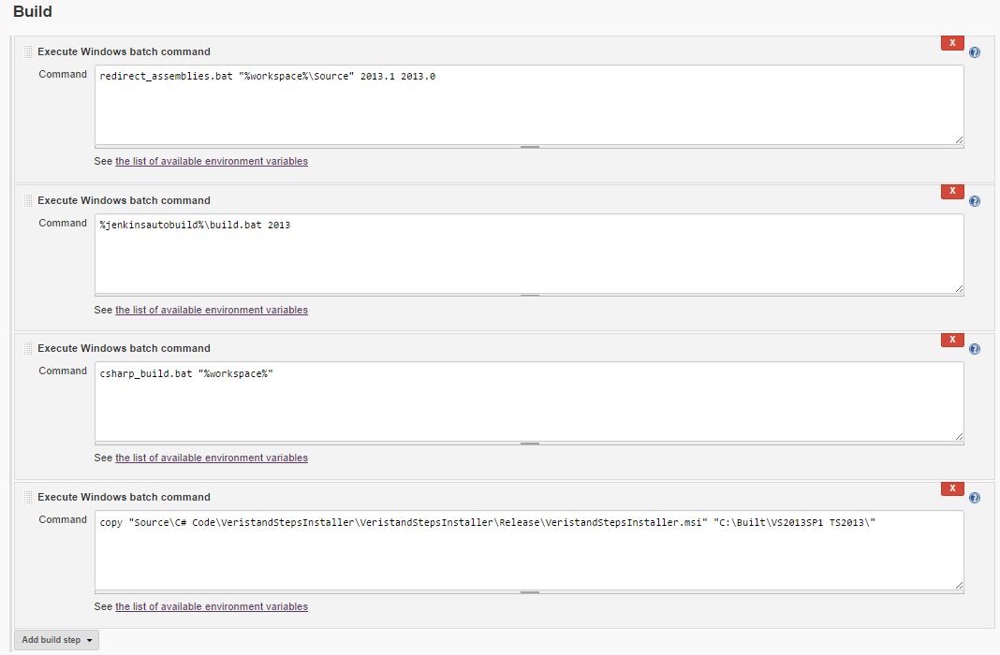 Build
Execute Windows batch command
X
Command
redirect_assemblies.bat "%workspace%\Source" 2013.1 2013.0
See the list of available environment variables
Execute Windows batch command
X
Command
%jenkinsautobuild%\build.bat 2013
See the list of available environment variables
Execute Windows batch command
X
Command
csharp_build.bat "%workspace%"
See the list of available environment variables
Execute Windows batch command
X
Command
copy "Source\C# Code\VeristandStepsInstaller\VeristandStepsInstaller\Release\VeristandStepsInstaller.msi" "C:\Built\VS2013SP1 TS2013\"
See the list of available environment variables
Add build step